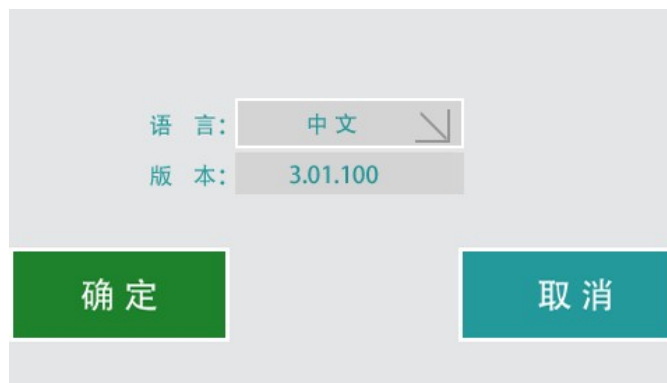 语 言: 中 文
版 本: 3.01.100
确 定 取 消